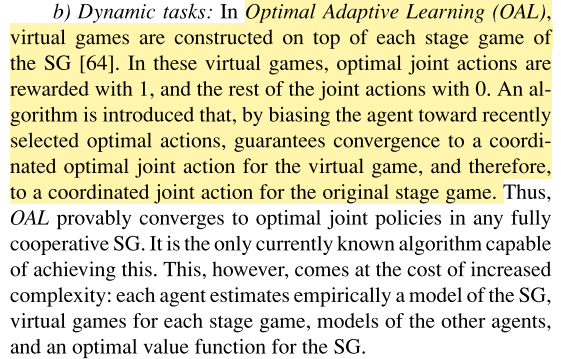 b) Dynamic tasks: In Optimal Adaptive Learning (OAL),
virtual games are constructed on top of each stage game of
the SG [64]. In these virtual games, optimal joint actions are
rewarded with 1, and the rest of the joint actions with 0. An al-
gorithm is introduced that, by biasing the agent toward recently
selected optimal actions, guarantees convergence to a coordi-
nated optimal joint action for the virtual game, and therefore,
to a coordinated joint action for the original stage game. Thus,
OAL provably converges to optimal joint policies in any fully
cooperative SG. It is the only currently known algorithm capable
of achieving this. This, however, comes at the cost of increased
complexity: each agent estimates empirically a model of the SG,
virtual games for each stage game, models of the other agents,
and an optimal value function for the SG.